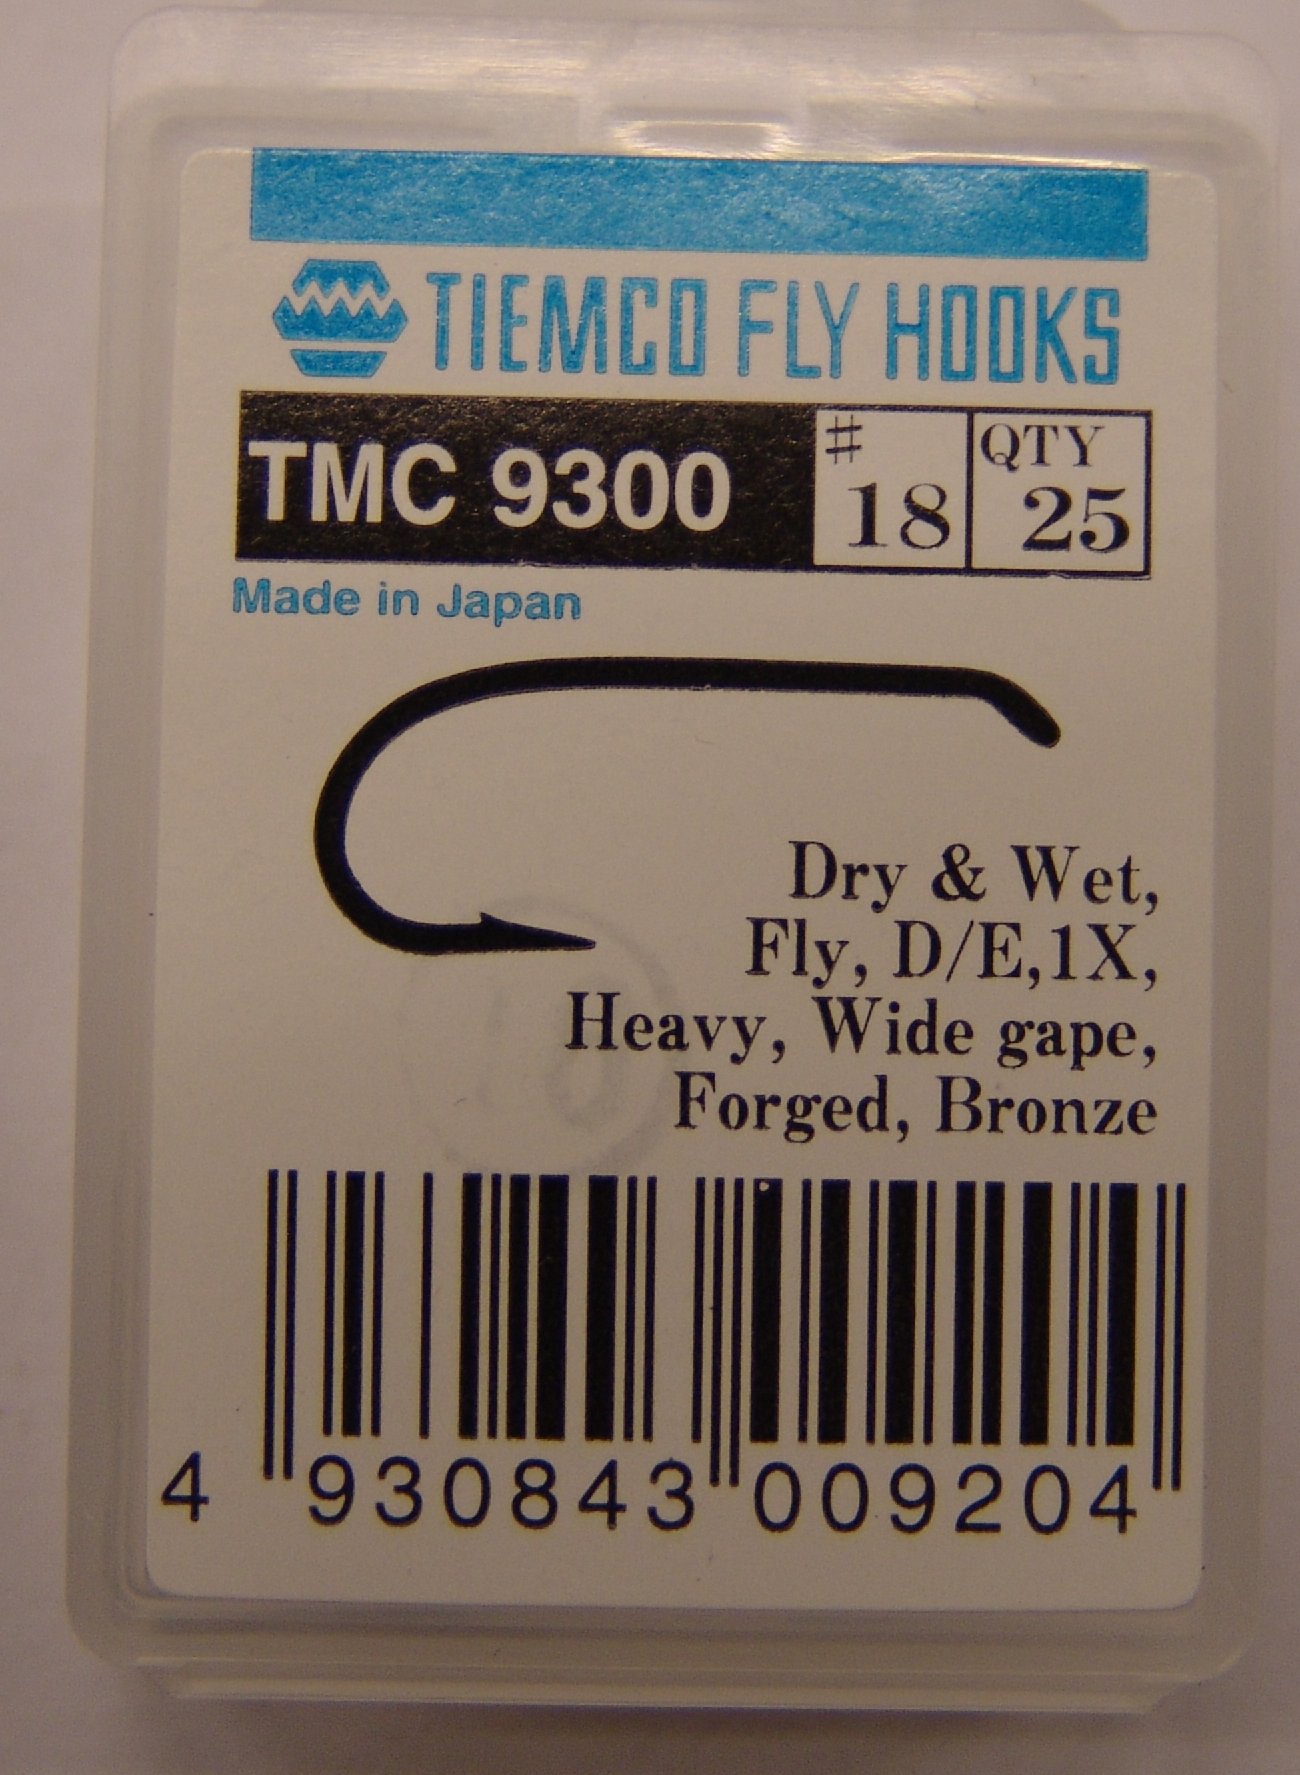 TIEMCO FLY HOOKS
TMC 9300
#
18
QTY
25
Made in Japan
Dry & Wet,
Fly, D/E,1X,
Heavy, Wide gape,
Forged, Bronze
4 930843 009204